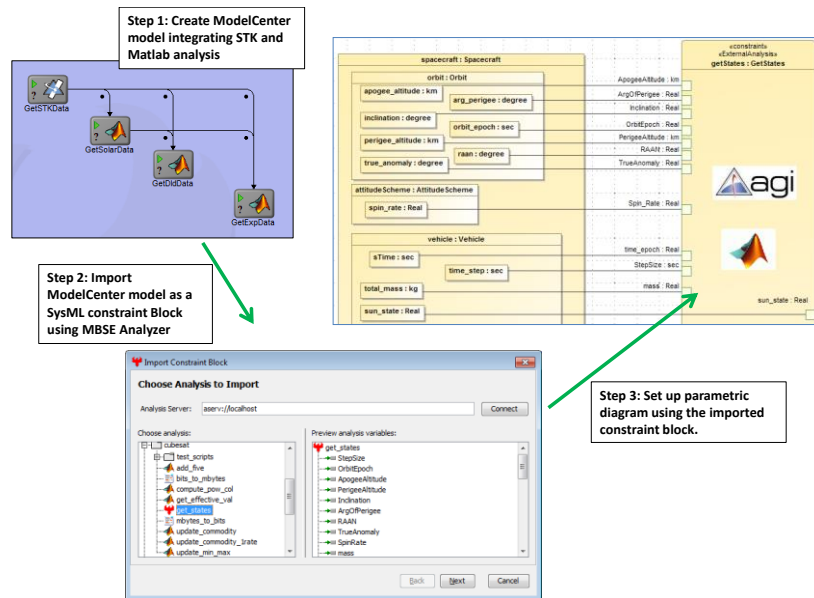 Step 1: Create ModelCenter
model integrating STK and
Matlab analysis
?
GetSTKData
?
GetSolarData
?
GetDldData
?
GetExpData
«constraint»
«ExternalAnalysis»
getStates : GetStates
spacecraft : Spacecraft
orbit : Orbit
apogee_altitude : km
arg_perigee : degree
inclination : degree
orbit_epoch : sec
perigee_altitude : km
raan : degree
true_anomaly : degree
attitudeScheme : AttitudeScheme
spin_rate : Real
vehicle : Vehicle
sTime : sec
time_step : sec
total_mass : kg
sun_state : Real
ApogeeAltitude : km
ArgOfPerigee : Real
Inclination : Real
OrbitEpoch : Real
PerigeeAltitude : km
RAAN : Real
TrueAnomaly : Real
Spin_Rate : Real
time_epoch : Real
StepSize : sec
mass : Real
sun_state : Real
agi
Step 2: Import
ModelCenter model as a
SysML constraint Block
using MBSE Analyzer
Import Constraint Block
Choose Analysis to Import
Analysis Server: aserv://localhost Connect
Choose analysis:
cubesat
test_scripts
add_five
bits_to_mbytes
compute_pow_col
get_effective_val
get_states
mbytes_to_bits
update_commodity
update_commodity_1rate
update_min_max
Preview analysis variables:
get_states
StepSize
OrbitEpoch
ApogeeAltitude
PerigeeAltitude
Inclination
ArgOfPerigee
RAAN
TrueAnomaly
SpinRate
mass
Back Next Cancel
Step 3: Set up parametric
diagram using the imported
constraint block.